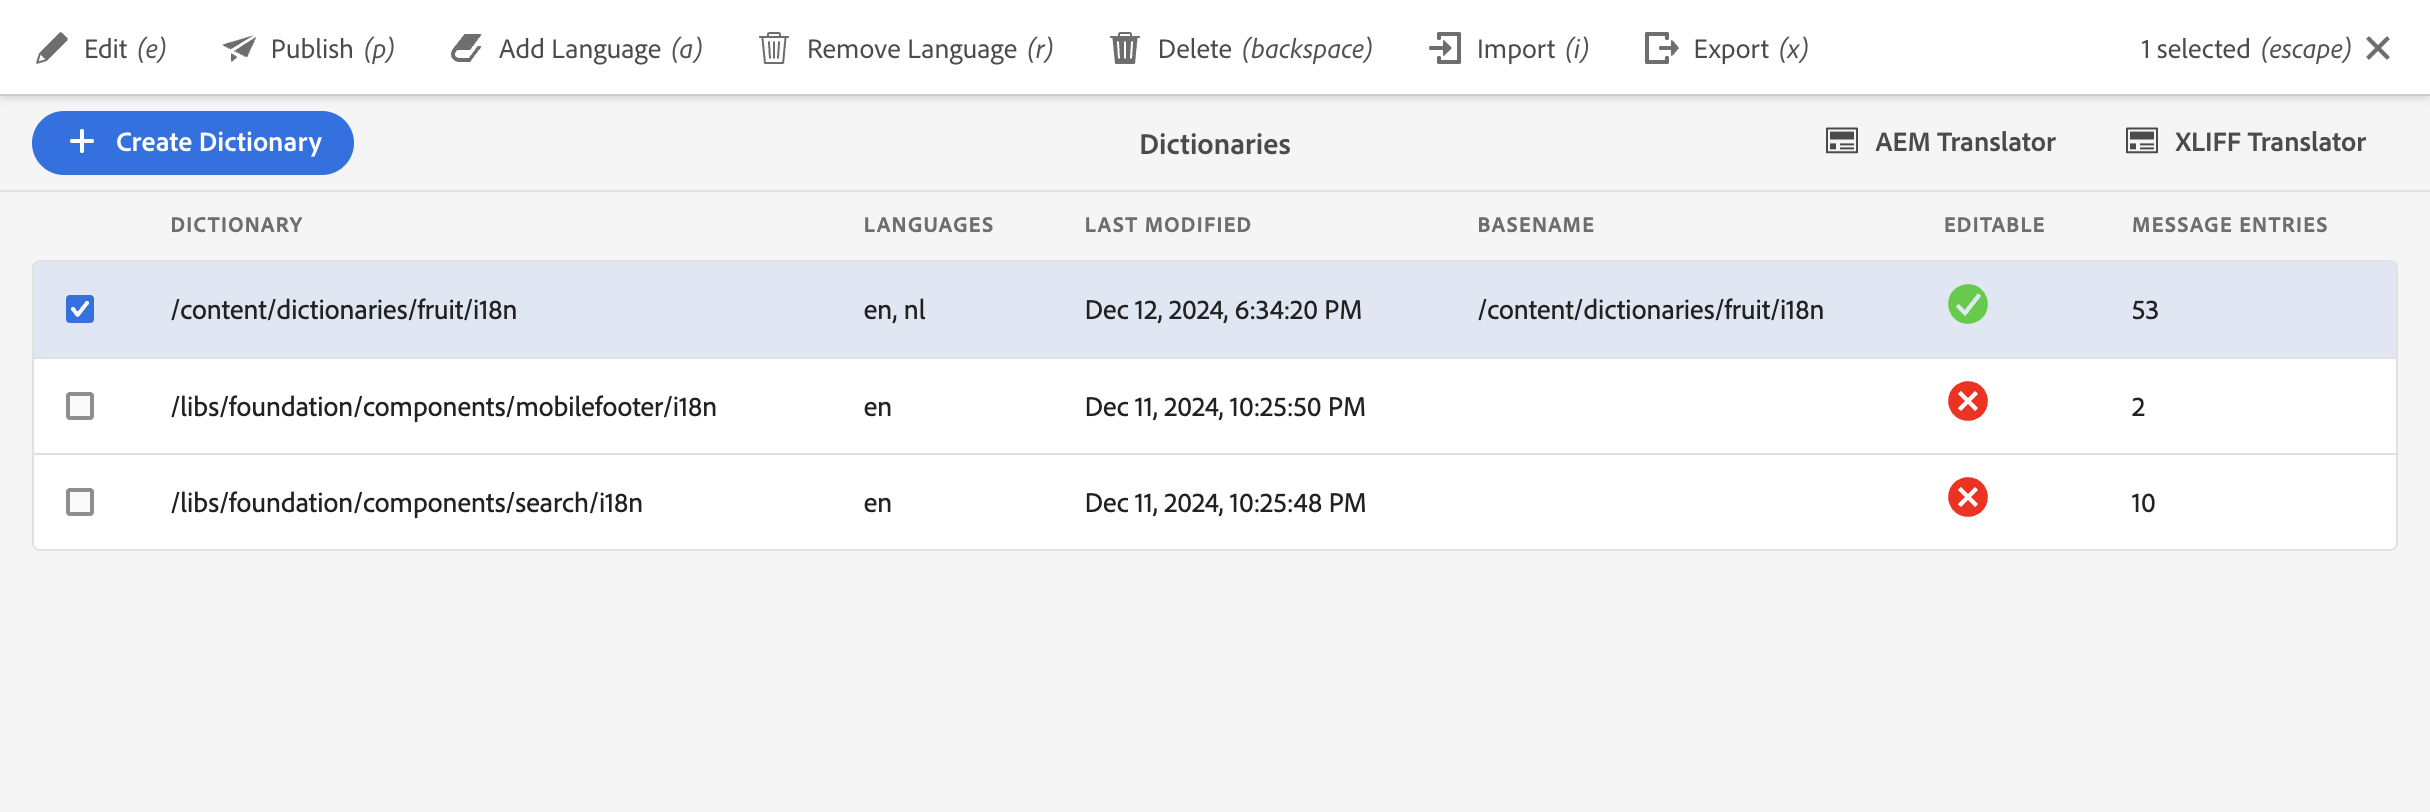 Edit (e) Publish (p) Add Language (a) Remove Language (r) Delete (backspace) Import (i) Export (x) 1 selected (escape)
Create Dictionary Dictionaries AEM Translator XLIFF Translator
DICTIONARY LANGUAGES LAST MODIFIED BASENAME EDITABLE MESSAGE ENTRIES
/content/dictionaries/fruit/i18n en, nl Dec 12, 2024, 6:34:20 PM /content/dictionaries/fruit/i18n 53
/libs/foundation/components/mobilefooter/i18n en Dec 11, 2024, 10:25:50 PM 2
/libs/foundation/components/search/i18n en Dec 11, 2024, 10:25:48 PM 10